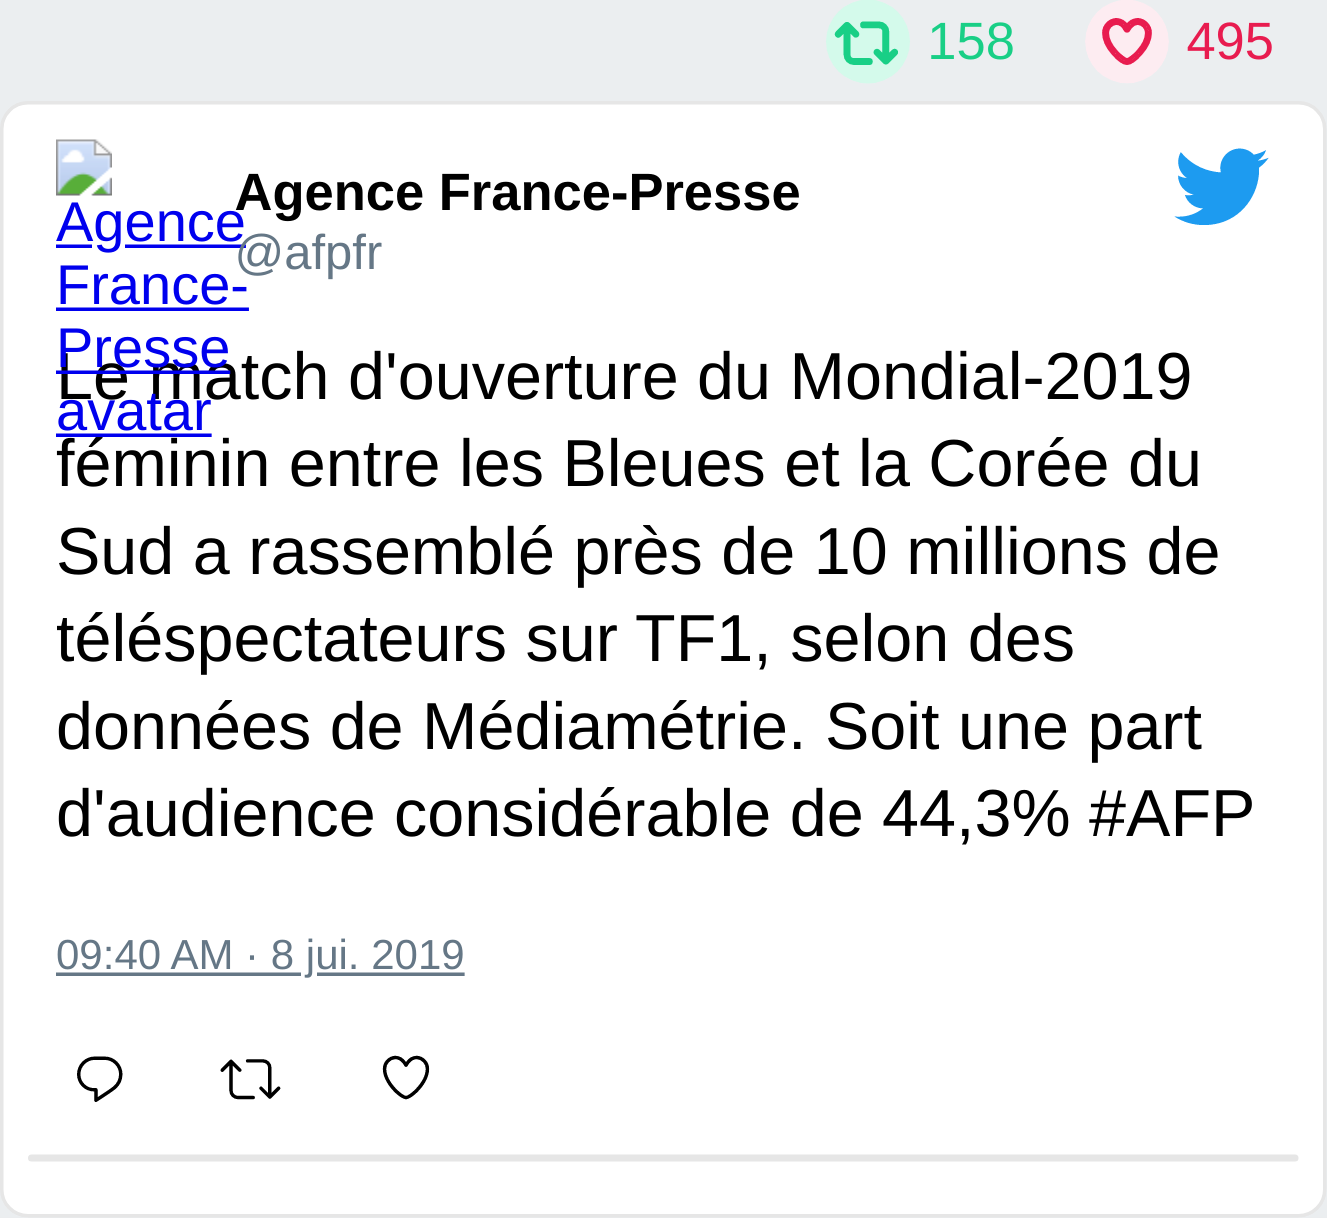 158 495
Agence France-Presse
@afpfr
Agence
France-
Presse
avatar
Le match d'ouverture du Mondial-2019
féminin entre les Bleues et la Corée du
Sud a rassemblé près de 10 millions de
téléspectateurs sur TF1, selon des
données de Médiamétrie. Soit une part
d'audience considérable de 44,3% #AFP
09:40 AM · 8 jui. 2019